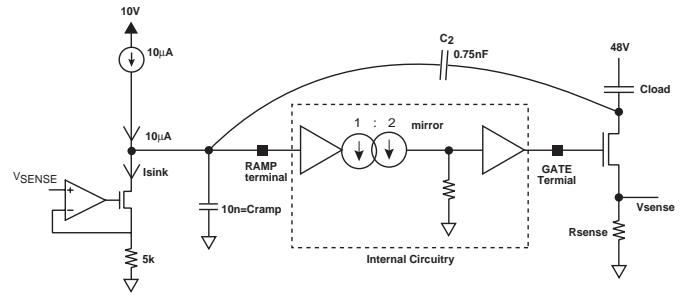 10V
10μA
10μA
Isink
VSENSE
+
−
5k
10n=Cramp
RAMP
terminal
C2
0.75nF
1 : 2
mirror
Internal Circuitry
GATE
Termial
48V
Cload
Vsense
Rsense